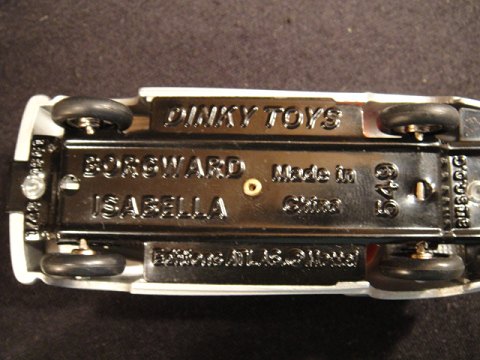 DINKY TOYS
BORGWARD
ISABELLA
Made in
China
549
Editions ATLAS Mattel